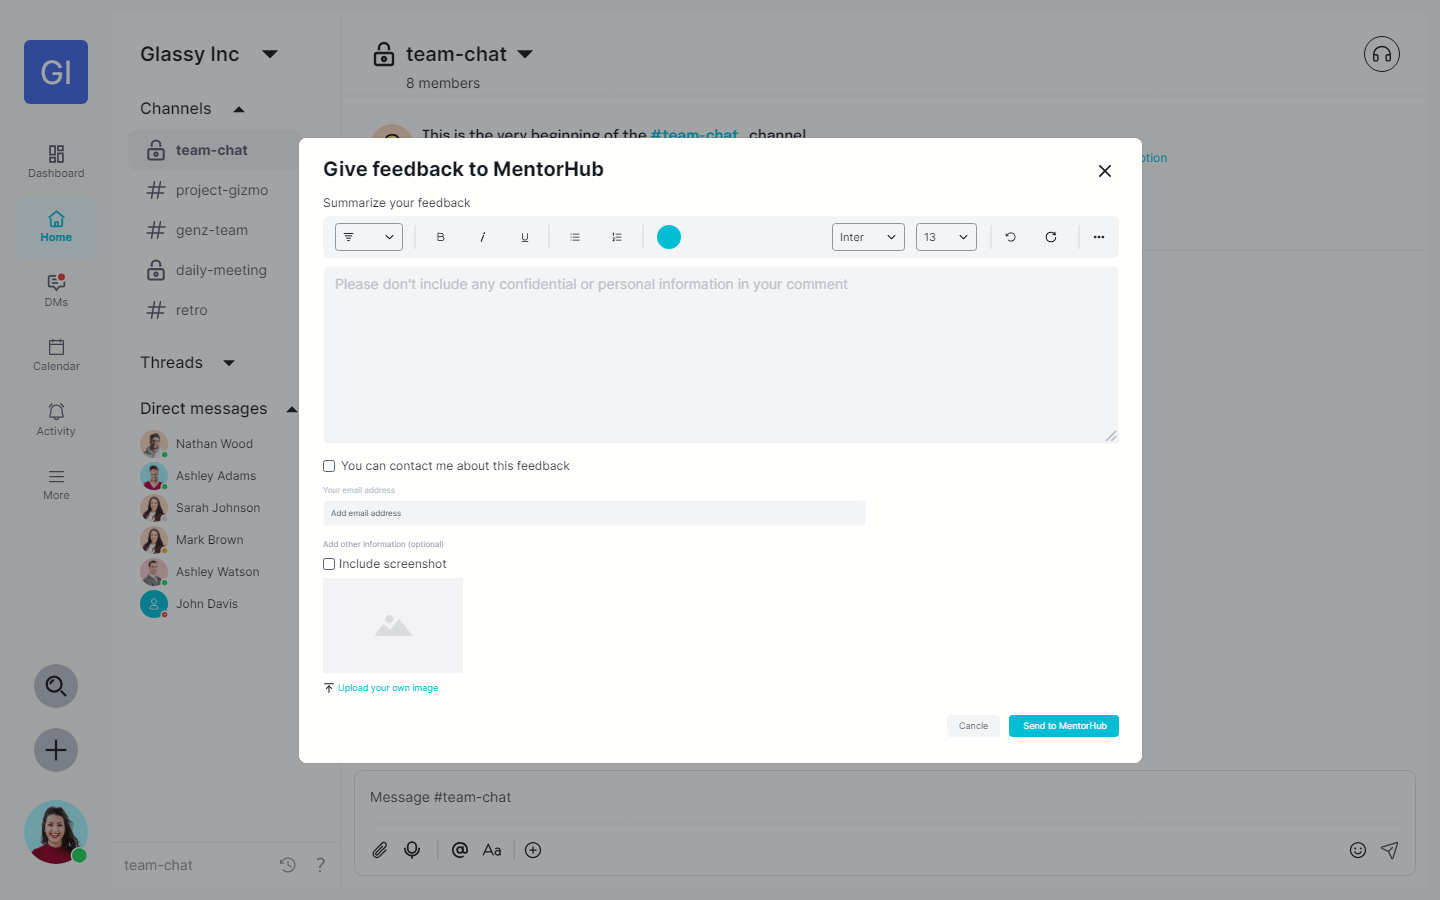 GI
Dashboard
Home
DMs
Calendar
Activity
More
Glassy Inc
Channels
team-chat
project-gizmo
genz-team
daily-meeting
retro
Threads
Direct messages
Nathan Wood
Ashley Adams
Sarah Johnson
Mark Brown
Ashley Watson
John Davis
team-chat
?
team-chat
8 members
This is the very beginning of the #team-chat channel
Give feedback to MentorHub
Summarize your feedback
B i U Inter 13
Please don't include any confidential or personal information in your comment
You can contact me about this feedback
Your email address
Add email address
Add other information (optional)
Include screenshot
Upload your own image
Cancle Send to MentorHub
Message #team-chat
@ Aa